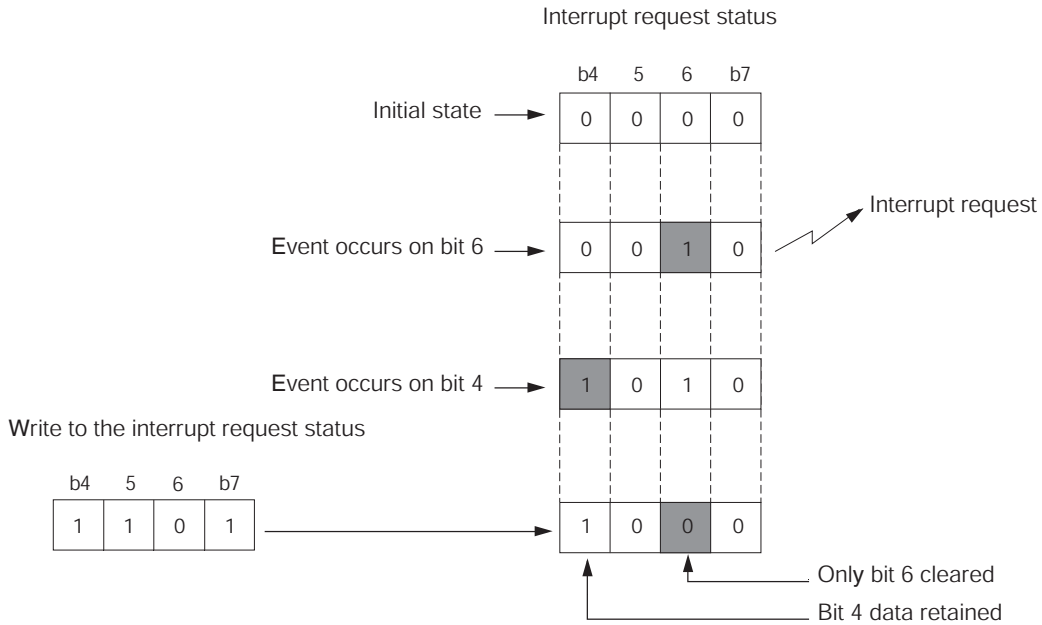 Interrupt request status
b4 5 6 b7
Initial state
0 0 0 0
Interrupt request
Event occurs on bit 6
0 0 1 0
Event occurs on bit 4
1 0 1 0
Write to the interrupt request status
b4 5 6 b7
1 1 0 1
1 0 0 0
Only bit 6 cleared
Bit 4 data retained